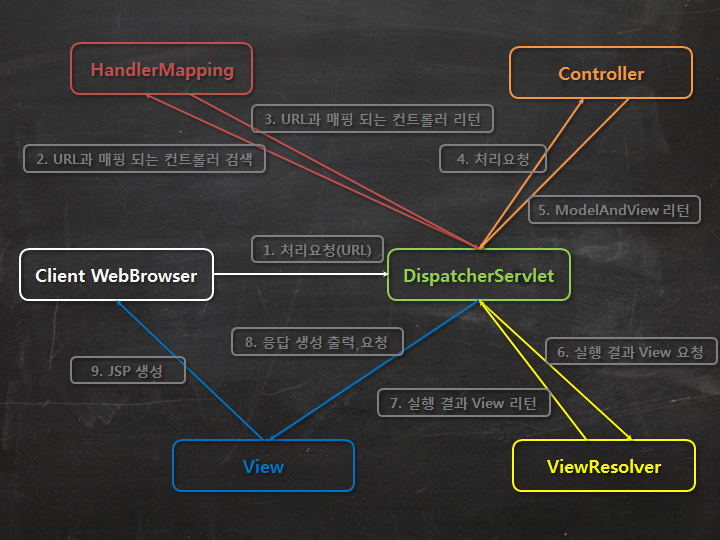 HandlerMapping
Controller
3. URL과 매핑 되는 컨트롤러 리턴
2. URL과 매핑 되는 컨트롤러 검색
4. 처리요청
5. ModelAndView 리턴
1. 처리요청(URL)
Client WebBrowser
DispatcherServlet
8. 응답 생성 출력 요청
6. 실행 결과 View 요청
9. JSP 생성
7. 실행 결과 View 리턴
View
ViewResolver